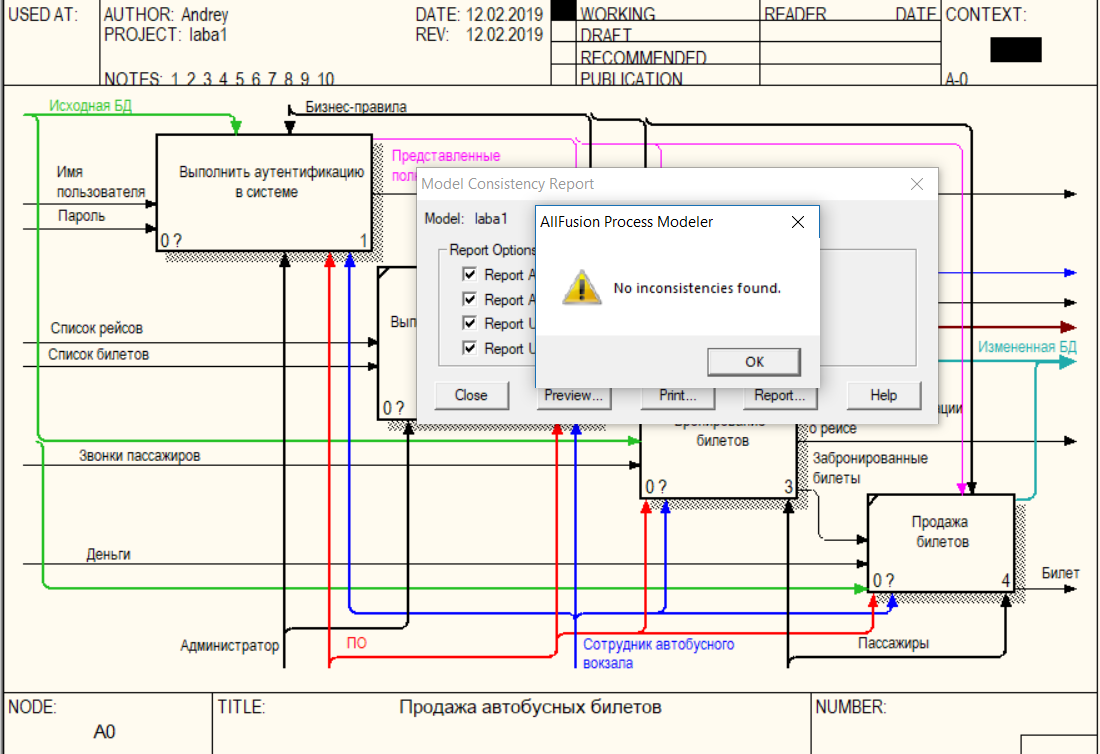 USED AT:
AUTHOR: Andrey
DATE: 12.02.2019
WORKING
READER
DATE
CONTEXT:
PROJECT: laba1
REV: 12.02.2019
DRAFT
RECOMMENDED
NOTES: 1 2 3 4 5 6 7 8 9 10
PUBLICATION
A-0
Исходная БД
Бизнес-правила
Представленные
Имя
пользователя
Пароль
Выполнить аутентификацию
в системе
0 ?
1
Model Consistency Report
Model: laba1
Report Options
Report
Report
Report
Report
Close
Preview...
Print...
Report...
Help
AllFusion Process Modeler
No inconsistencies found.
OK
Список рейсов
Список билетов
0 ?
Измененная БД
о рейсе
билетов
0 ?
3
Звонки пассажиров
Забронированные
билеты
Продажа
билетов
0 ?
4
Деньги
Билет
Администратор
ПО
Сотрудник автобусного
вокзала
Пассажиры
NODE:
A0
TITLE:
Продажа автобусных билетов
NUMBER: